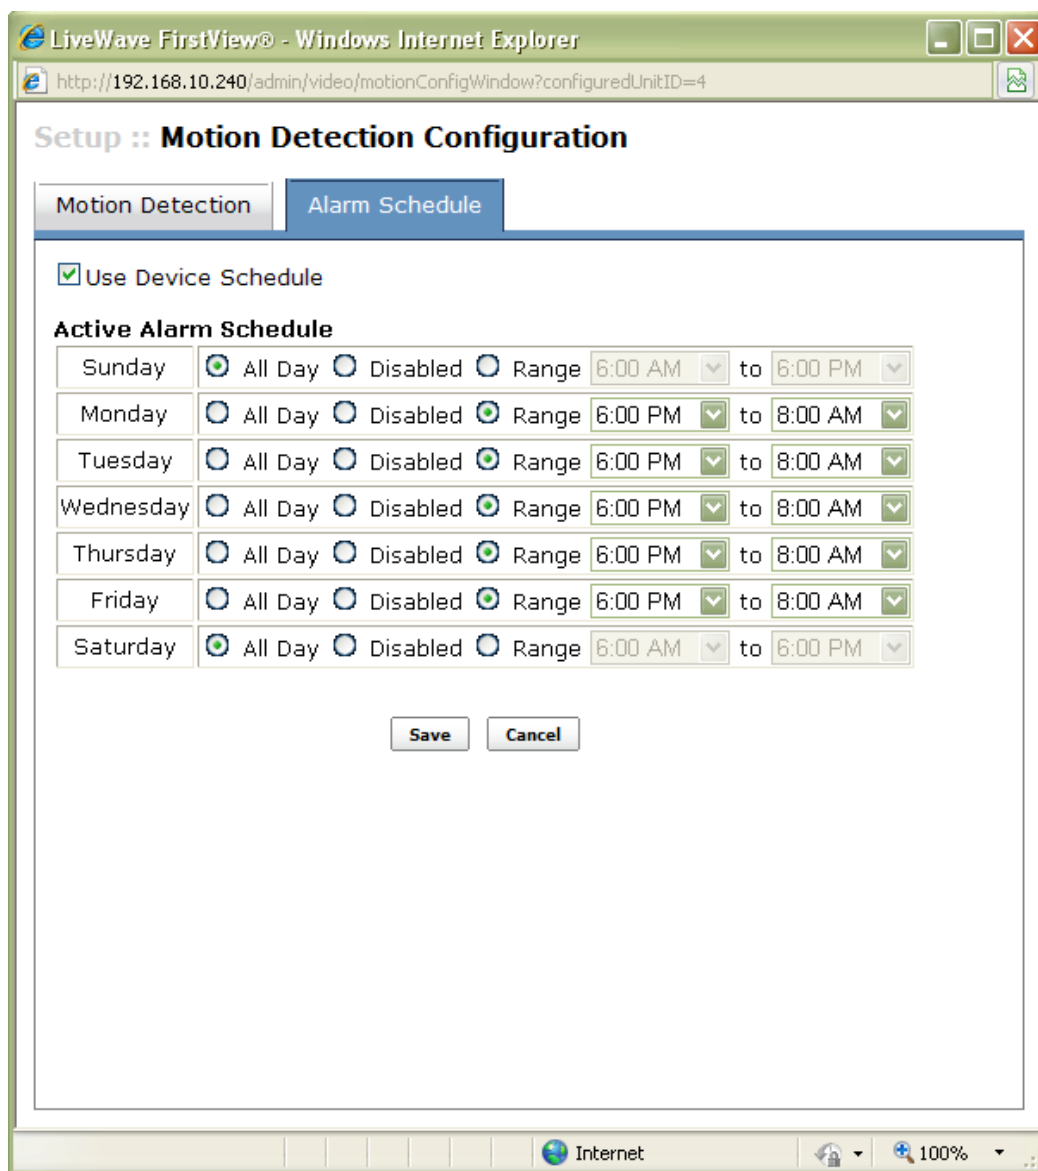 LiveWave FirstView® - Windows Internet Explorer
http://192.168.10.240/admin/video/motionConfigWindow?configuredUnitID=4
Setup :: Motion Detection Configuration
Motion Detection Alarm Schedule
Use Device Schedule
Active Alarm Schedule
Sunday All Day Disabled Range 6:00 AM to 6:00 PM
Monday All Day Disabled Range 6:00 PM to 8:00 AM
Tuesday All Day Disabled Range 6:00 PM to 8:00 AM
Wednesday All Day Disabled Range 6:00 PM to 8:00 AM
Thursday All Day Disabled Range 6:00 PM to 8:00 AM
Friday All Day Disabled Range 6:00 PM to 8:00 AM
Saturday All Day Disabled Range 6:00 AM to 6:00 PM
Save Cancel
Internet 100%